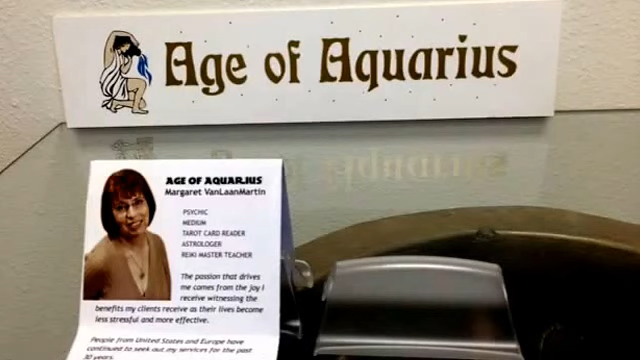 Age of Aquarius
AGE OF AQUARIUS
Margaret VanLaanMartin
PSYCHIC
MEDIUM
TAROT CARD READER
ASTROLOGER
REIKI MASTER TEACHER
The passion that drives
me comes from the joy I
receive witnessing the
benefits my clients receive as their lives become
less stressful and more effective.
People from United States and Europe have
continued to seek out my services for the past
30 years.